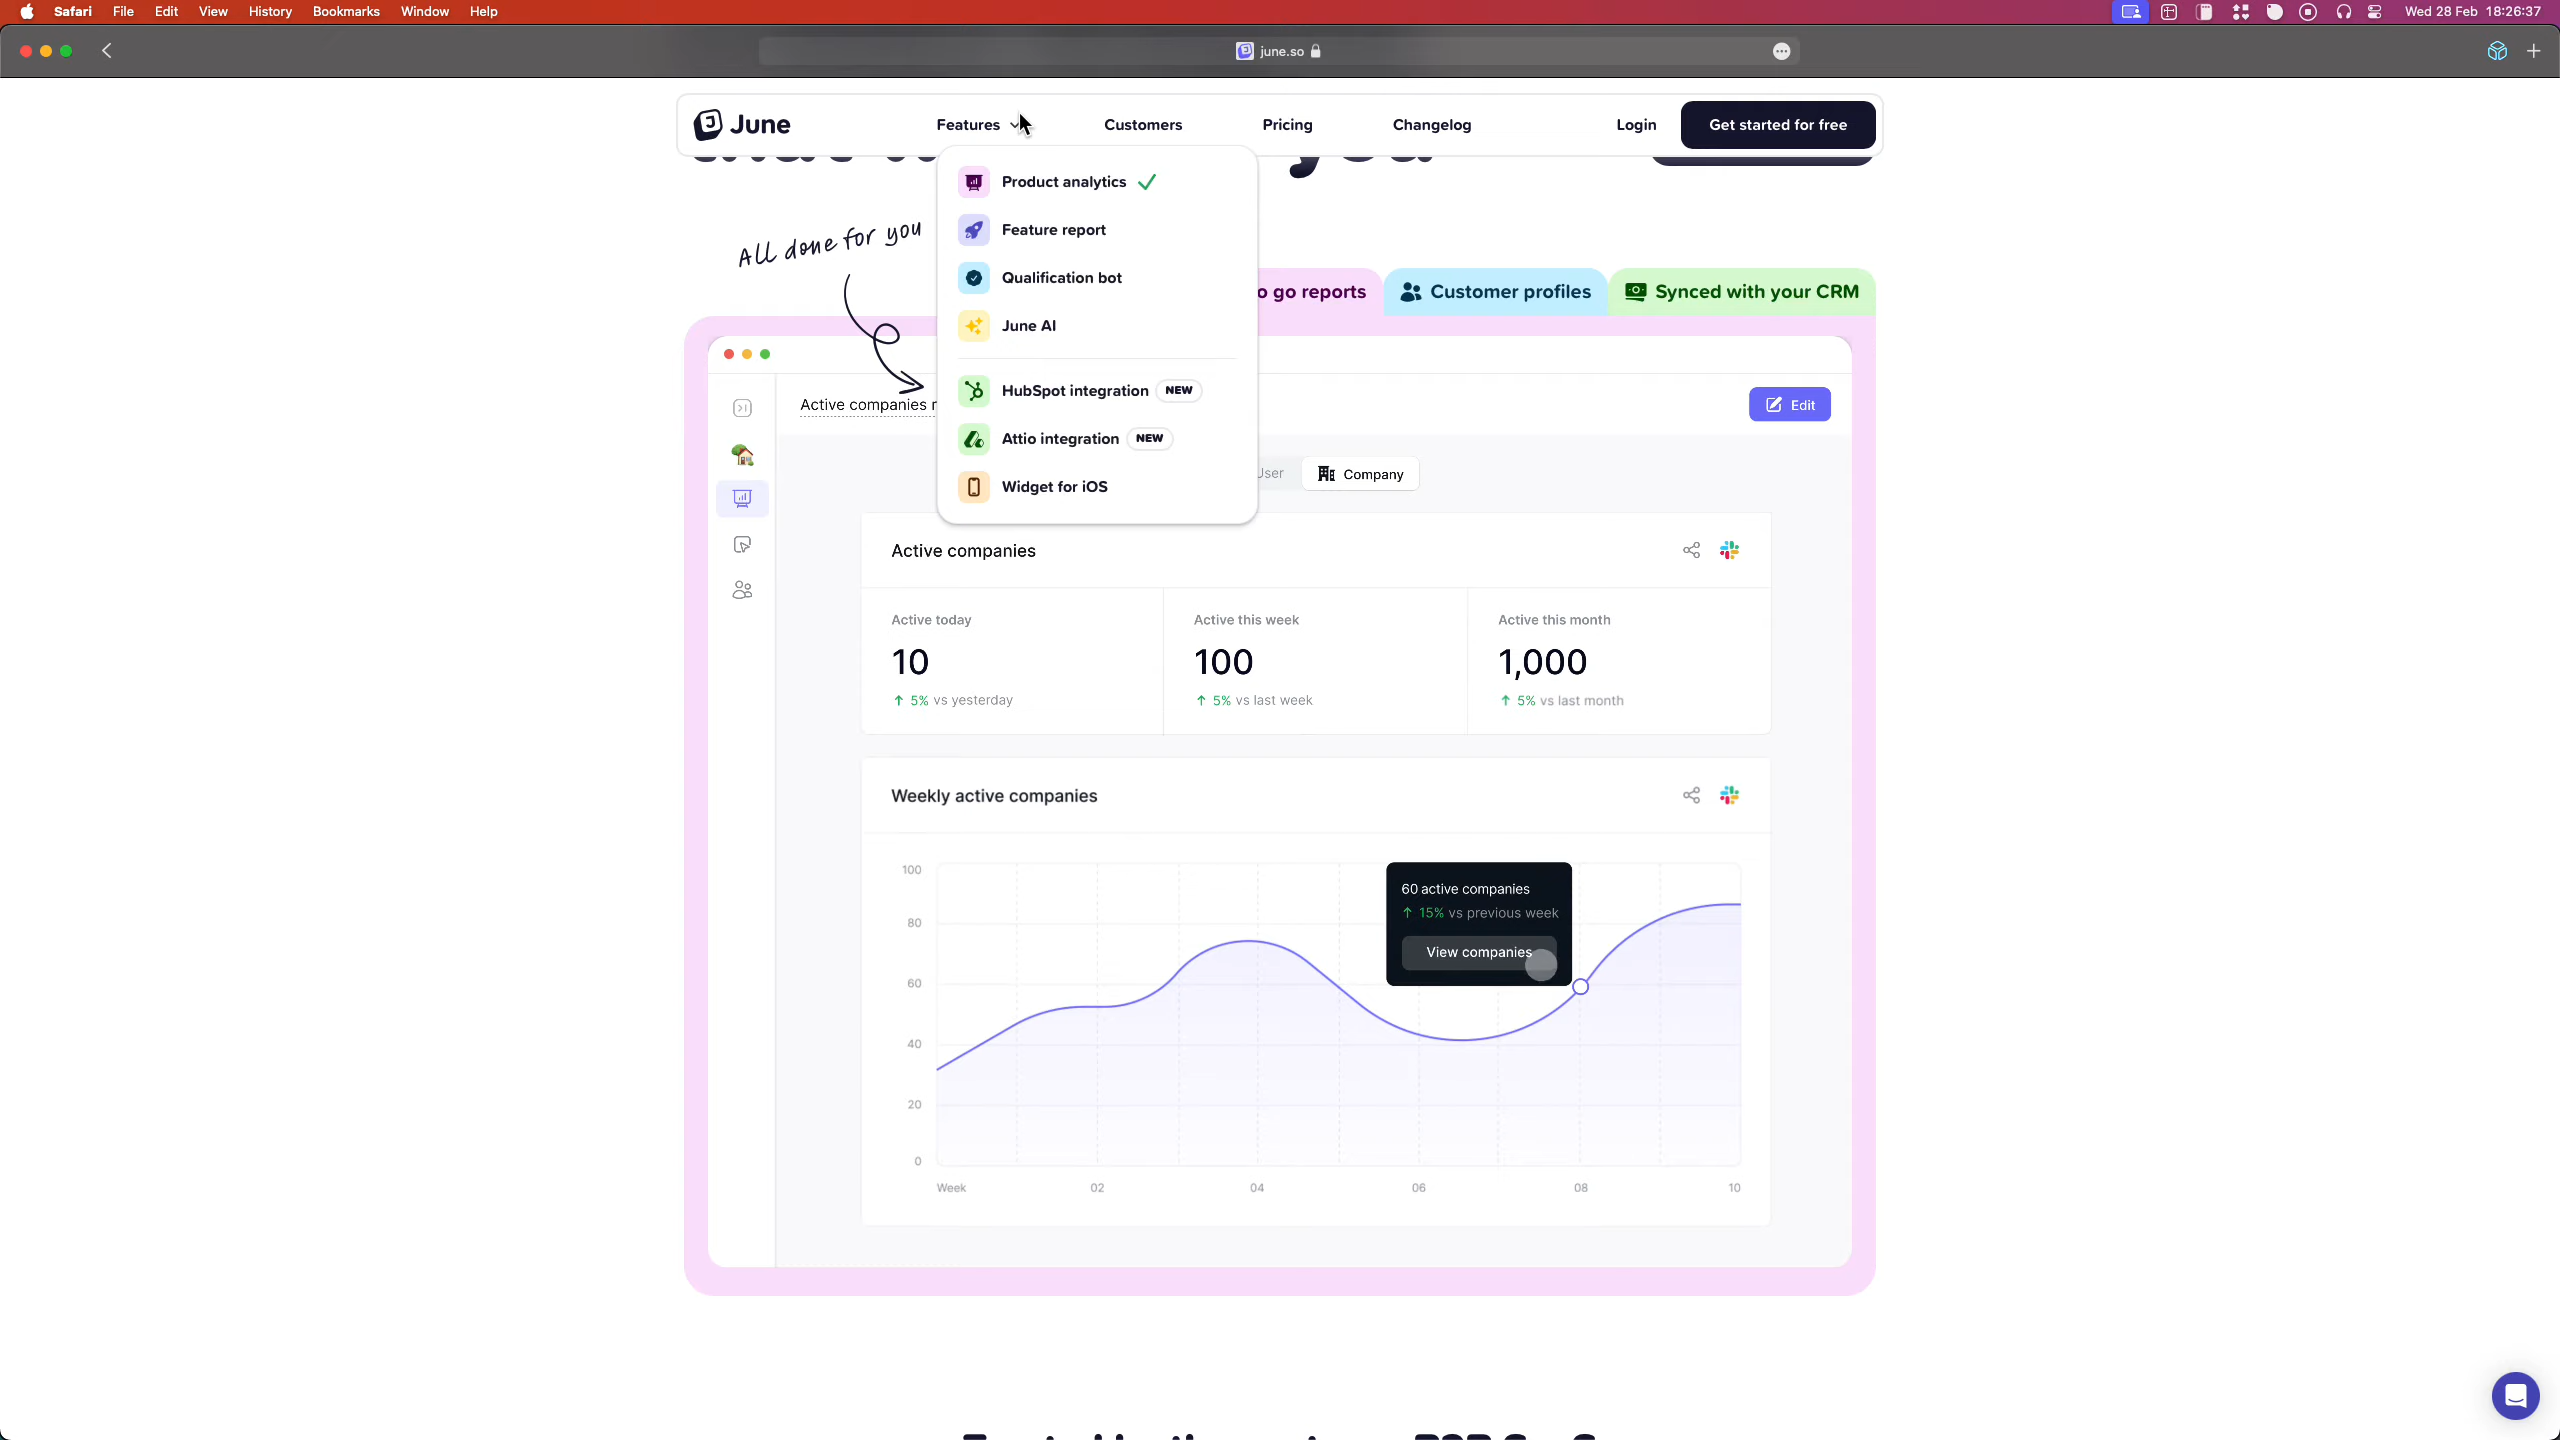 Safari File Edit View History Bookmarks Window Help
Wed 28 Feb 18:26:37
june.so
June
Features
Customers
Pricing
Changelog
Login
Get started for free
Product analytics
Feature report
Qualification bot
June AI
HubSpot integration NEW
Attio integration NEW
Widget for iOS
All done for you
o go reports
Customer profiles
Synced with your CRM
Active companies
Edit
User
Company
Active companies
Active today
10
5% vs yesterday
Active this week
100
5% vs last week
Active this month
1,000
5% vs last month
Weekly active companies
100
80
60
40
20
0
60 active companies
15% vs previous week
View companies
Week 02 04 06 08 10